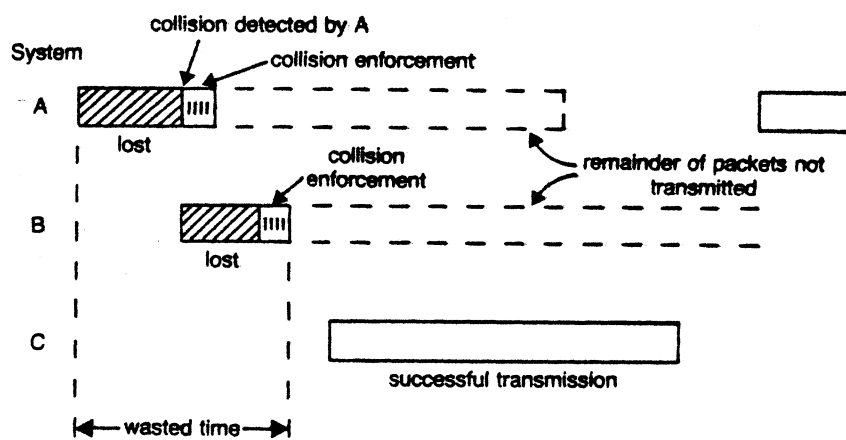 collision detected by A
System
collision enforcement
A
lost
collision
enforcement
remainder of packets not
transmitted
B
lost
C
successful transmission
wasted time